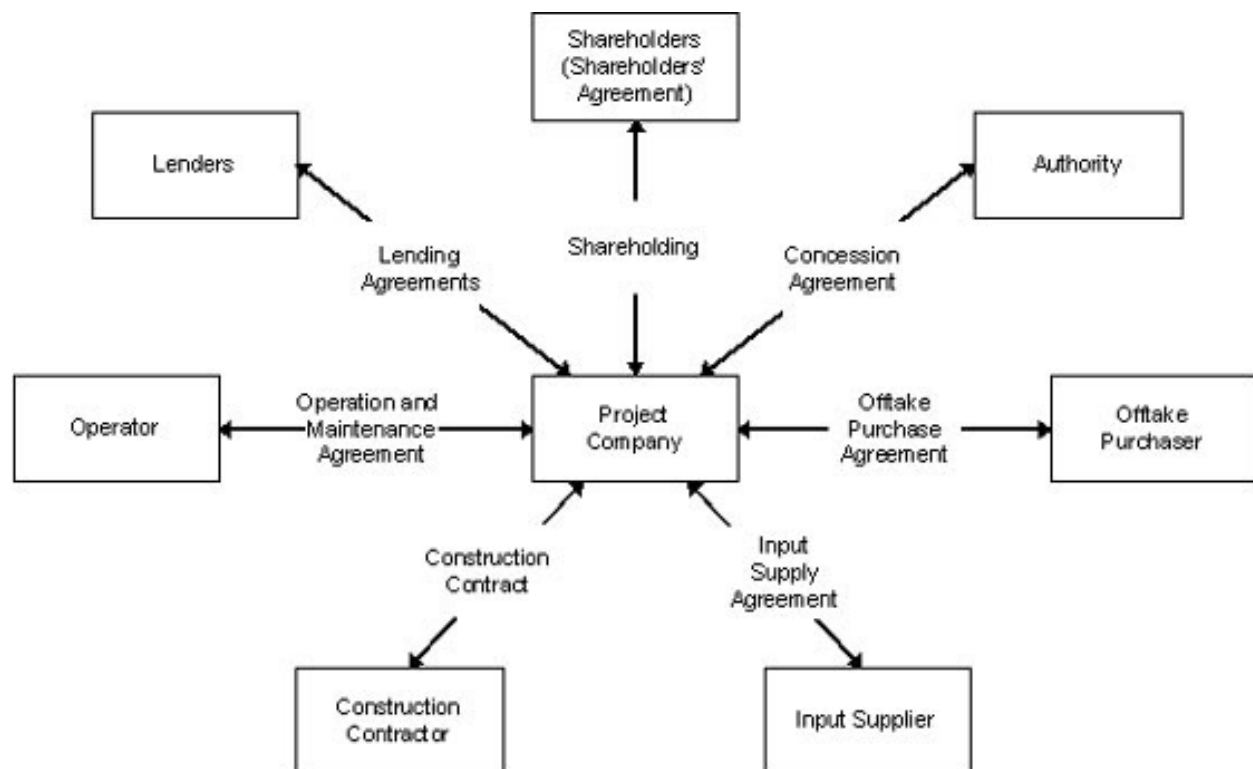 Shareholders
(Shareholders'
Agreement)
Lenders
Authority
Lending
Agreements
Shareholding
Concession
Agreement
Operator
Operation and
Maintenance
Agreement
Project
Company
Offtake
Purchase
Agreement
Offtake
Purchaser
Construction
Contract
Input
Supply
Agreement
Construction
Contractor
Input Supplier